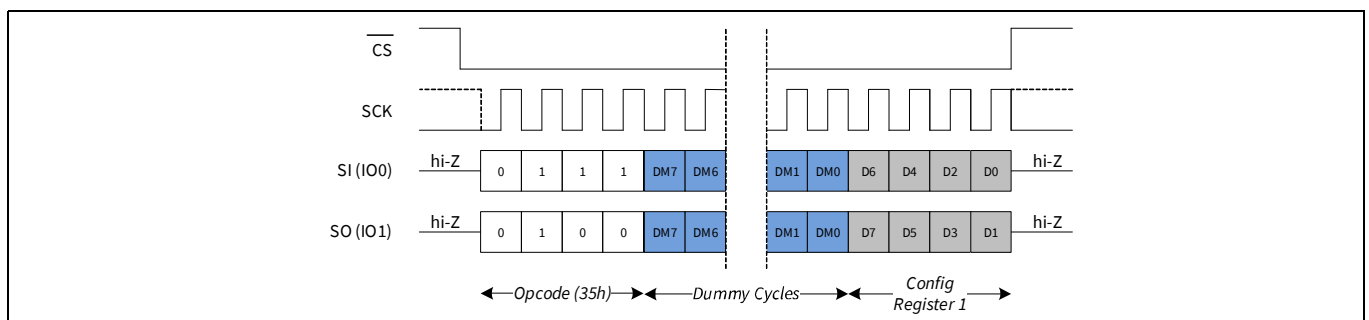 CS
SCK
SI (IO0) hi-Z 0 1 1 1 DM7 DM6 DM1 DM0 D6 D4 D2 D0 hi-Z
SO (IO1) hi-Z 0 1 0 0 DM7 DM6 DM1 DM0 D7 D5 D3 D1 hi-Z
Opcode (35h) Dummy Cycles Config
Register 1